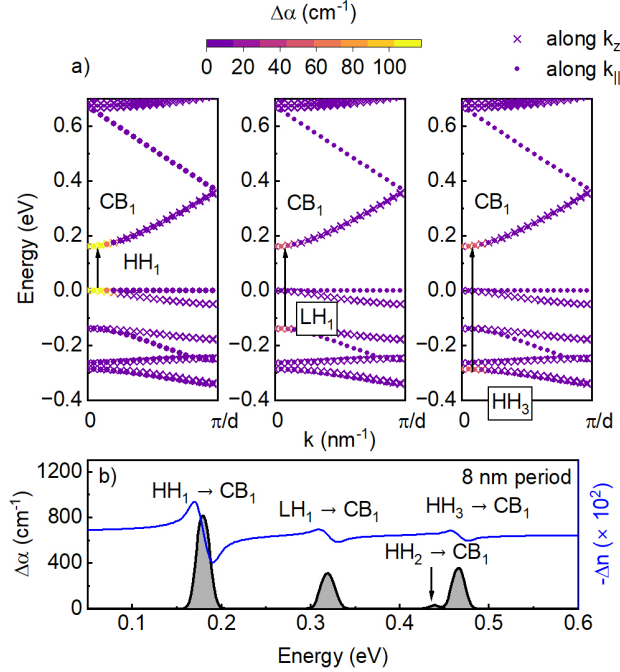 Δα (cm⁻¹)
0 20 40 60 80 100
× along k_z
• along k_||
a)
Energy (eV)
0.6
0.4
0.2
0.0
−0.2
−0.4
CB₁
HH₁
CB₁
LH₁
CB₁
HH₃
0 π/d 0 π/d 0 π/d
k (nm⁻¹)
b)
8 nm period
Δα (cm⁻¹)
1200
800
400
0
HH₁ → CB₁
LH₁ → CB₁
HH₃ → CB₁
HH₂ → CB₁
-Δn (× 10²)
0.1 0.2 0.3 0.4 0.5 0.6
Energy (eV)